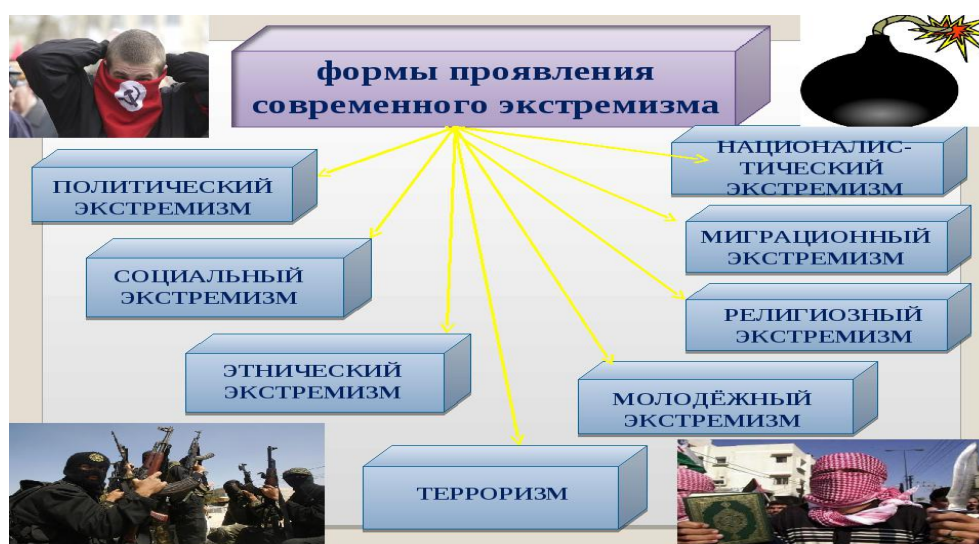 формы проявления
современного экстремизма
ПОЛИТИЧЕСКИЙ
ЭКСТРЕМИЗМ
СОЦИАЛЬНЫЙ
ЭКСТРЕМИЗМ
ЭТНИЧЕСКИЙ
ЭКСТРЕМИЗМ
ТЕРРОРИЗМ
МОЛОДЁЖНЫЙ
ЭКСТРЕМИЗМ
РЕЛИГИОЗНЫЙ
ЭКСТРЕМИЗМ
МИГРАЦИОННЫЙ
ЭКСТРЕМИЗМ
НАЦИОНАЛИС-
ТИЧЕСКИЙ
ЭКСТРЕМИЗМ